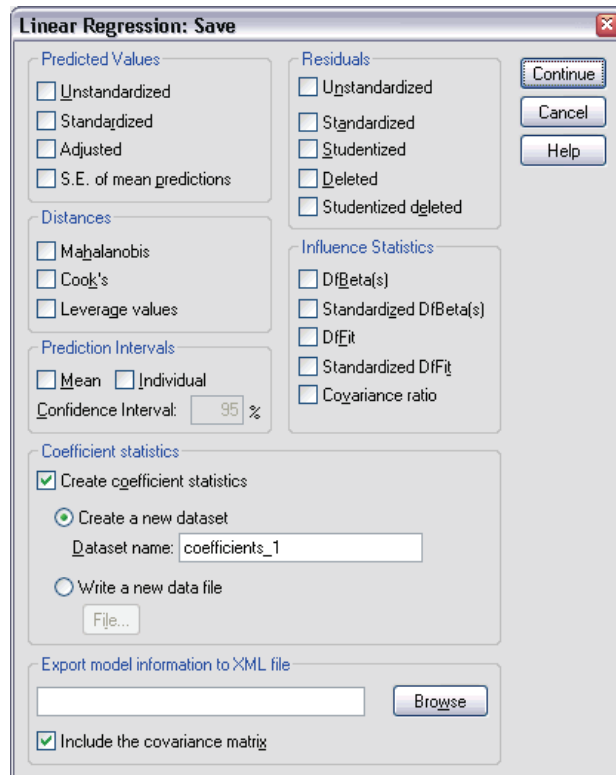 Linear Regression: Save
Predicted Values
Unstandardized
Standardized
Adjusted
S.E. of mean predictions
Distances
Mahalanobis
Cook's
Leverage values
Prediction Intervals
Mean Individual
Confidence Interval: 95 %
Residuals
Unstandardized
Standardized
Studentized
Deleted
Studentized deleted
Influence Statistics
DfBeta(s)
Standardized DfBeta(s)
DfFit
Standardized DfFit
Covariance ratio
Continue
Cancel
Help
Coefficient statistics
Create coefficient statistics
Create a new dataset
Dataset name: coefficients_1
Write a new data file
File...
Export model information to XML file
Browse
Include the covariance matrix